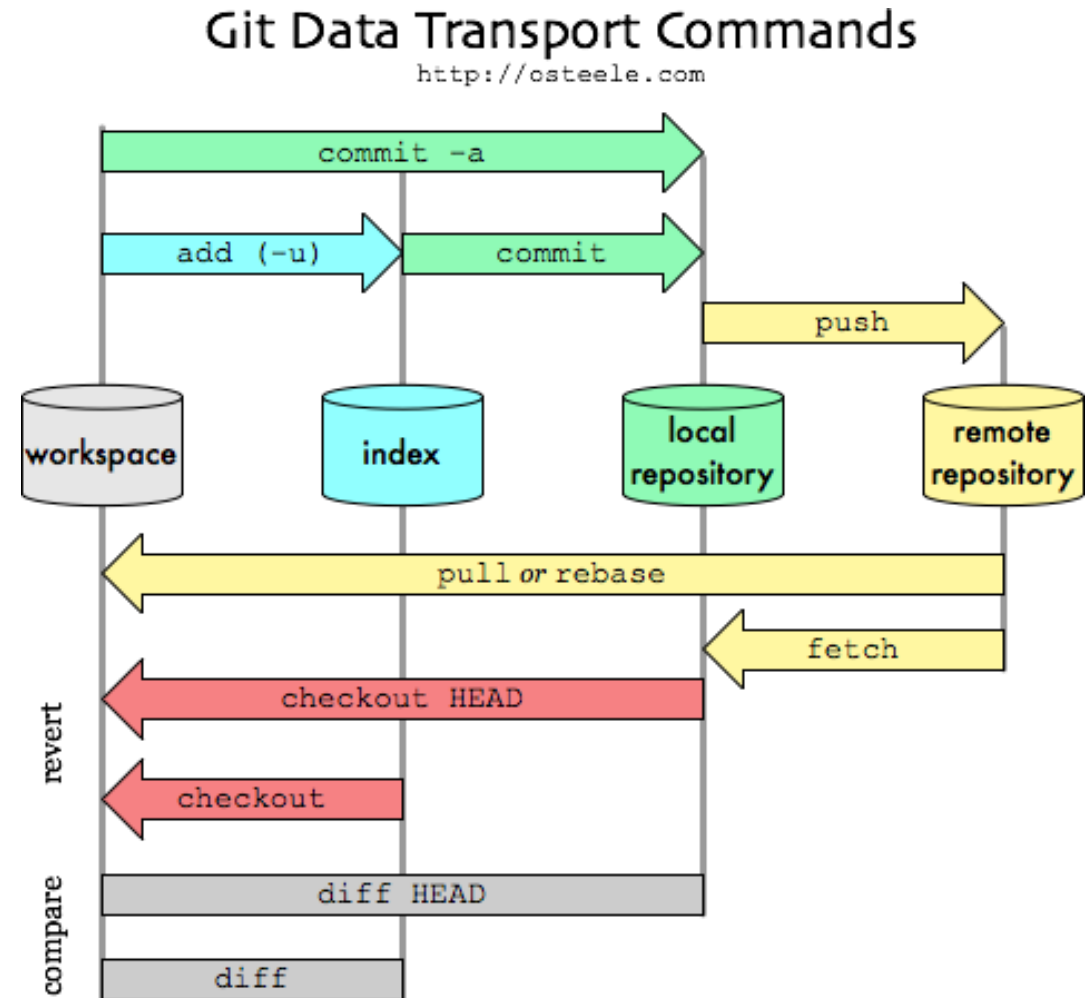 Git Data Transport Commands
http://osteele.com
commit -a
add (-u)
commit
push
workspace
index
local
repository
remote
repository
pull or rebase
fetch
revert
checkout HEAD
checkout
compare
diff HEAD
diff